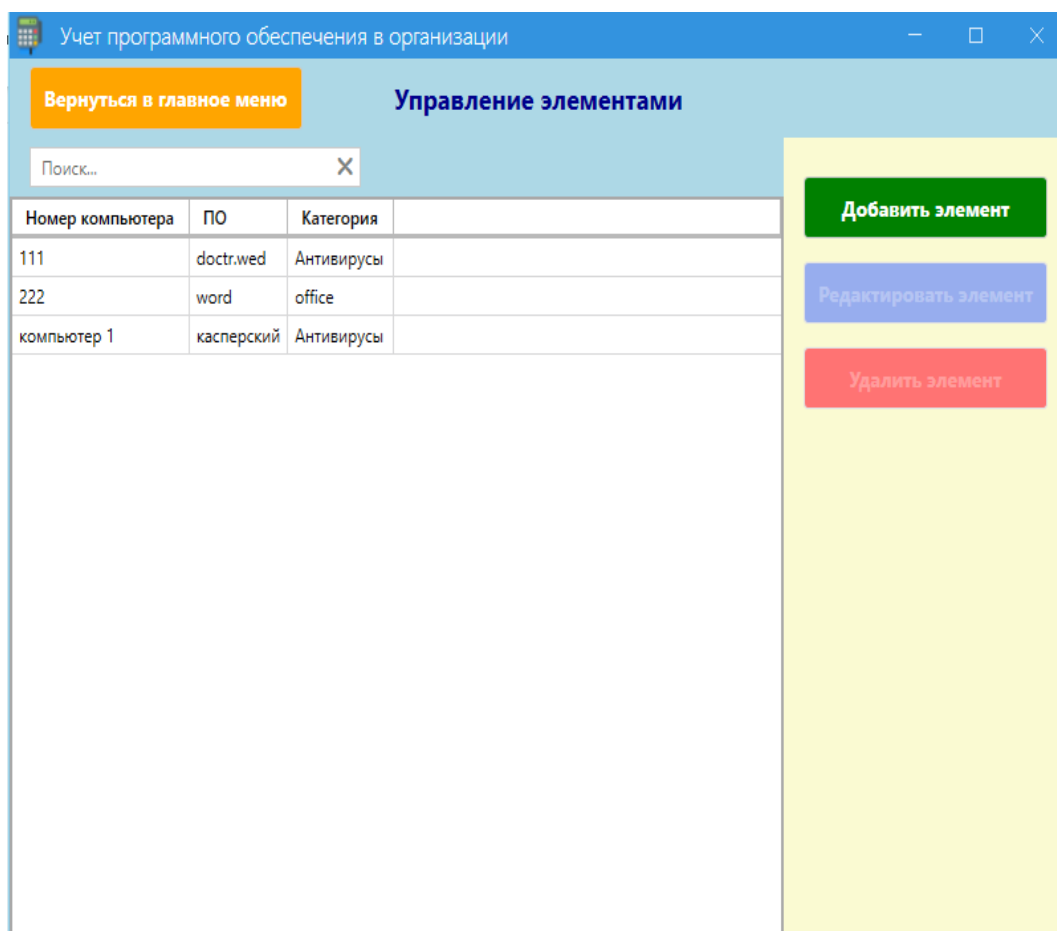 Учет программного обеспечения в организации
Вернуться в главное меню
Управление элементами
Поиск...
Добавить элемент
Номер компьютера ПО Категория
111 doctr.wed Антивирусы
222 word office
Редактировать элемент
компьютер 1 касперский Антивирусы
Удалить элемент